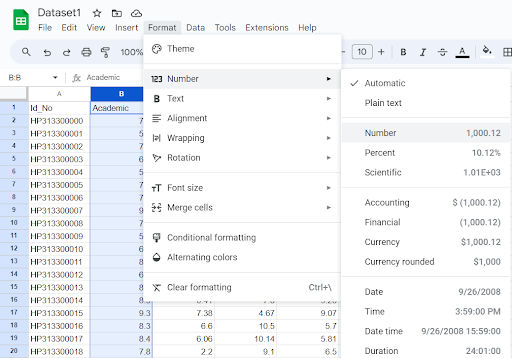 Dataset1
File Edit View Insert Format Data Tools Extensions Help
100%
10
B I A
B:B fx Academic
Theme
123 Number
Text
Alignment
Wrapping
Rotation
Font size
Merge cells
Conditional formatting
Alternating colors
Clear formatting Ctrl+\
Automatic
Plain text
Number 1,000.12
Percent 10.12%
Scientific 1.01E+03
Accounting $ (1,000.12)
Financial (1,000.12)
Currency $1,000.12
Currency rounded $1,000
Date 9/26/2008
Time 3:59:00 PM
Date time 9/26/2008 15:59:00
Duration 24:01:00
A B
1 Id_No Academic
2 HP313300000 7
3 HP313300001 5
4 HP313300002 7
5 HP313300003 6
6 HP313300004 5
7 HP313300005 7
8 HP313300006 7
9 HP313300007 9
10 HP313300008 7
11 HP313300009 5
12 HP313300010 6
13 HP313300011 8
14 HP313300012 6
15 HP313300013 8
16 HP313300014
17 HP313300015 9.3 7.38 4.67 9.07
18 HP313300016 8.3 6.6 10.5 5.7
19 HP313300017 8.4 6.06 10.14 5.81
20 HP313300018 7.8 2.2 9.1 6.5